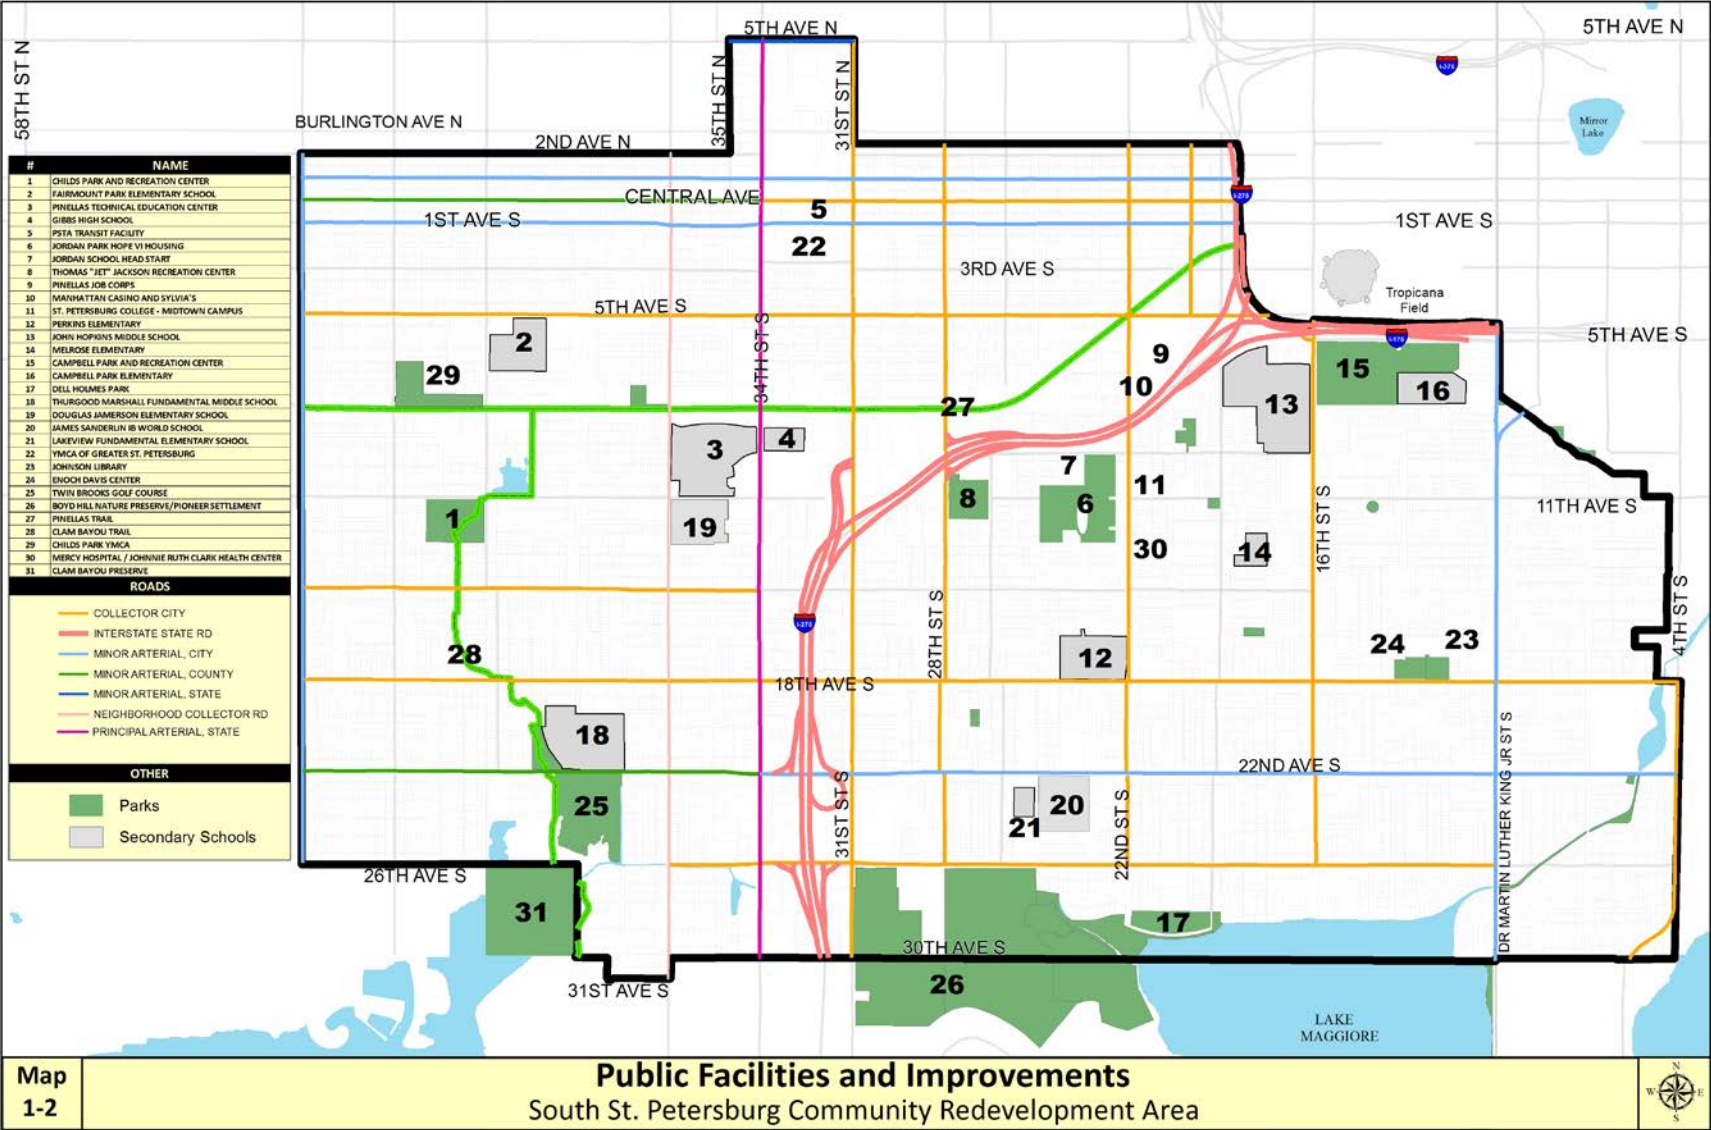 5TH AVE N
5TH AVE N
58TH ST N
35TH ST N
31ST ST N
I-375
BURLINGTON AVE N
2ND AVE N
Mirror
Lake
# NAME
1 CHILDS PARK AND RECREATION CENTER
2 FAIRMOUNT PARK ELEMENTARY SCHOOL
3 PINELLAS TECHNICAL EDUCATION CENTER
4 GIBBS HIGH SCHOOL
5 PSTA TRANSIT FACILITY
6 JORDAN PARK HOPE VI HOUSING
7 JORDAN SCHOOL HEAD START
8 THOMAS "JET" JACKSON RECREATION CENTER
9 PINELLAS JOB CORPS
10 MANHATTAN CASINO AND SYLVIA'S
11 ST. PETERSBURG COLLEGE - MIDTOWN CAMPUS
12 PERKINS ELEMENTARY
13 JOHN HOPKINS MIDDLE SCHOOL
14 MELROSE ELEMENTARY
15 CAMPBELL PARK AND RECREATION CENTER
16 CAMPBELL PARK ELEMENTARY
17 DELL HOLMES PARK
18 THURGOOD MARSHALL FUNDAMENTAL MIDDLE SCHOOL
19 DOUGLAS JAMERSON ELEMENTARY SCHOOL
20 JAMES SANDERLIN IB WORLD SCHOOL
21 LAKEVIEW FUNDAMENTAL ELEMENTARY SCHOOL
22 YMCA OF GREATER ST. PETERSBURG
23 JOHNSON LIBRARY
24 ENOCH DAVIS CENTER
25 TWIN BROOKS GOLF COURSE
26 BOYD HILL NATURE PRESERVE/PIONEER SETTLEMENT
27 PINELLAS TRAIL
28 CLAM BAYOU TRAIL
29 CHILDS PARK YMCA
30 MERCY HOSPITAL / JOHNNIE RUTH CLARK HEALTH CENTER
31 CLAM BAYOU PRESERVE
ROADS
COLLECTOR CITY
INTERSTATE STATE RD
MINOR ARTERIAL, CITY
MINOR ARTERIAL, COUNTY
MINOR ARTERIAL, STATE
NEIGHBORHOOD COLLECTOR RD
PRINCIPAL ARTERIAL, STATE
OTHER
Parks
Secondary Schools
CENTRAL AVE
5
I-275
1ST AVE S
1ST AVE S
22
3RD AVE S
Tropicana
Field
5TH AVE S
5TH AVE S
I-175
34TH ST S
2
29
9
10
15
16
13
27
3
4
7
8
6
11
1
19
30
14
16TH ST S
11TH AVE S
28TH ST S
4TH ST S
I-275
28
12
24
23
18TH AVE S
18
22ND AVE S
25
31ST ST S
20
21
22ND ST S
DR MARTIN LUTHER KING JR ST S
26TH AVE S
31
17
30TH AVE S
26
31ST AVE S
LAKE
MAGGIORE
Map
1-2
Public Facilities and Improvements
South St. Petersburg Community Redevelopment Area
N
W E
S